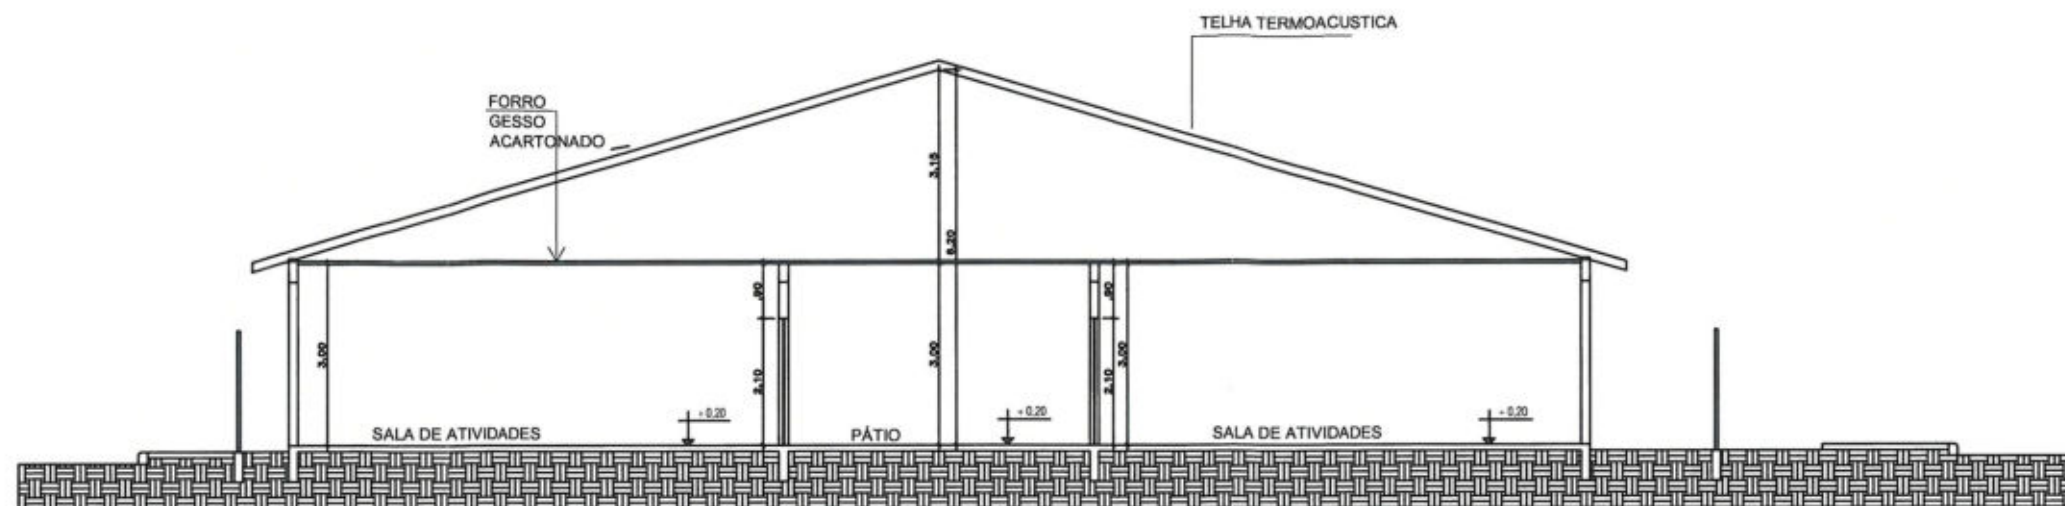 TELHA TERMOACUSTICA
FORRO
GESSO
ACARTONADO
3,15
6,20
,90
,90
3,00
2,10
3,00
2,10
3,00
+0,20
+0,20
+0,20
SALA DE ATIVIDADES
PÁTIO
SALA DE ATIVIDADES